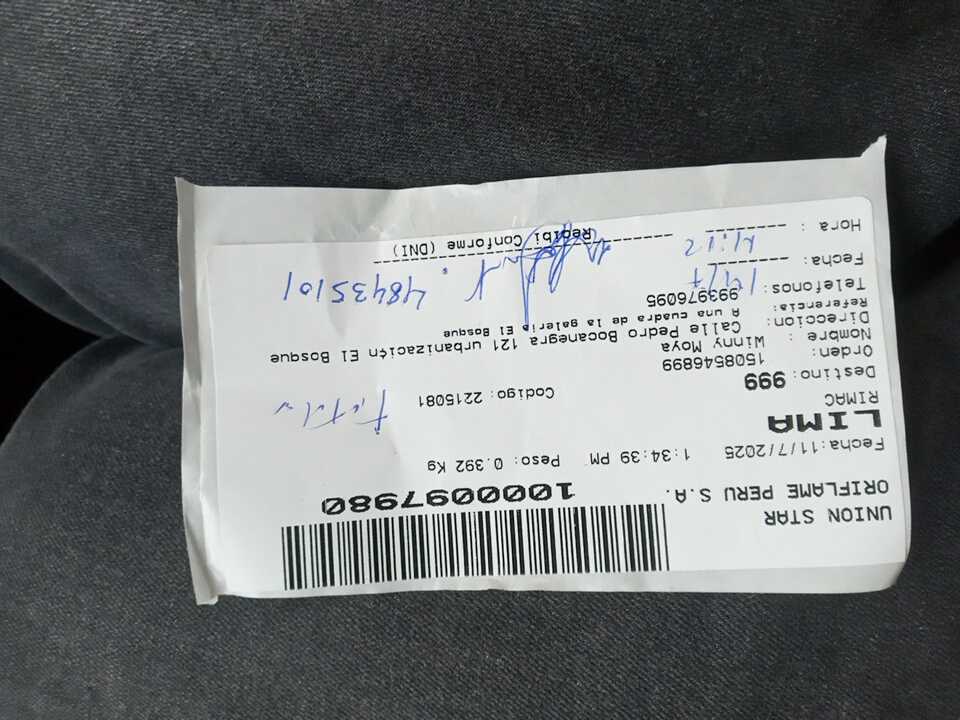 UNION STAR
ORIFLAME PERU S.A.
1000097980
Fecha:11/7/2025 1:34:39 PM Peso: 0.392 Kg
LIMA
RIMAC
Destino: 999 Codigo: 2215081
Orden: 1508546899
Nombre : Winny Moya
Direccion: Calle Pedro Bocanegra 121 urbanizaci¢n El Bosque
Referencia: A una cuadra de la galeria El Bosque
Telefonos: 993976095
Fecha: 14/7 48435101
Hora :
Recibi Conforme (DNI)